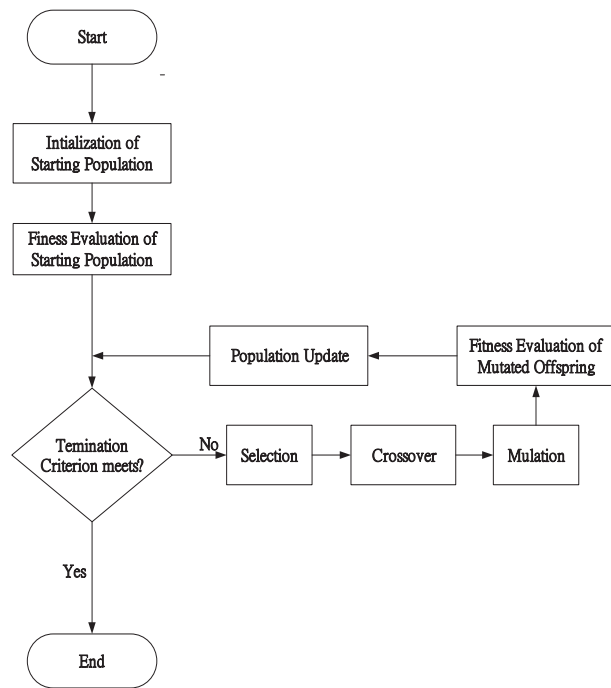 Start
Intialization of
Starting Population
Finess Evaluation of
Starting Population
Population Update
Fitness Evaluation of
Mutated Offspring
Temination
Criterion meets?
No
Selection
Crossover
Mulation
Yes
End